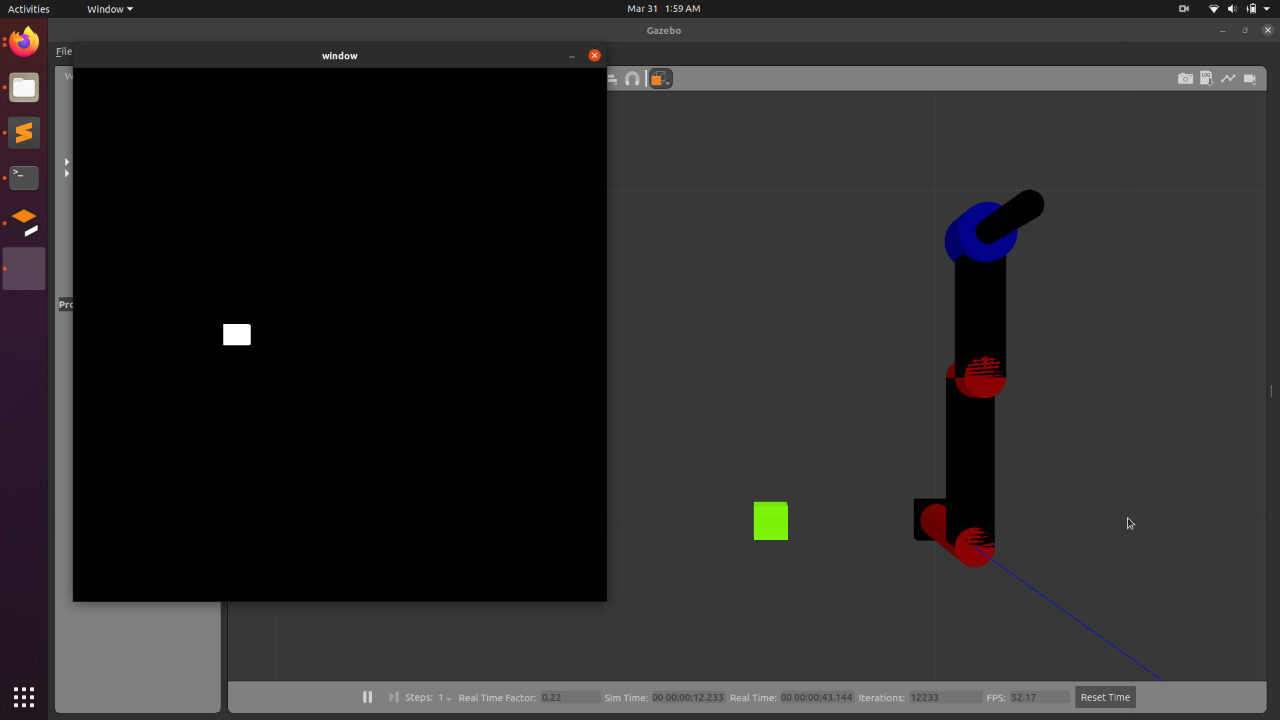 Activities Window Mar 31 1:59 AM
Gazebo
File
window
W
Pro
Steps: 1 Real Time Factor: 0.22 Sim Time: 00 00:00:12.233 Real Time: 00 00:00:43.144 Iterations: 12233 FPS: 52.17 Reset Time